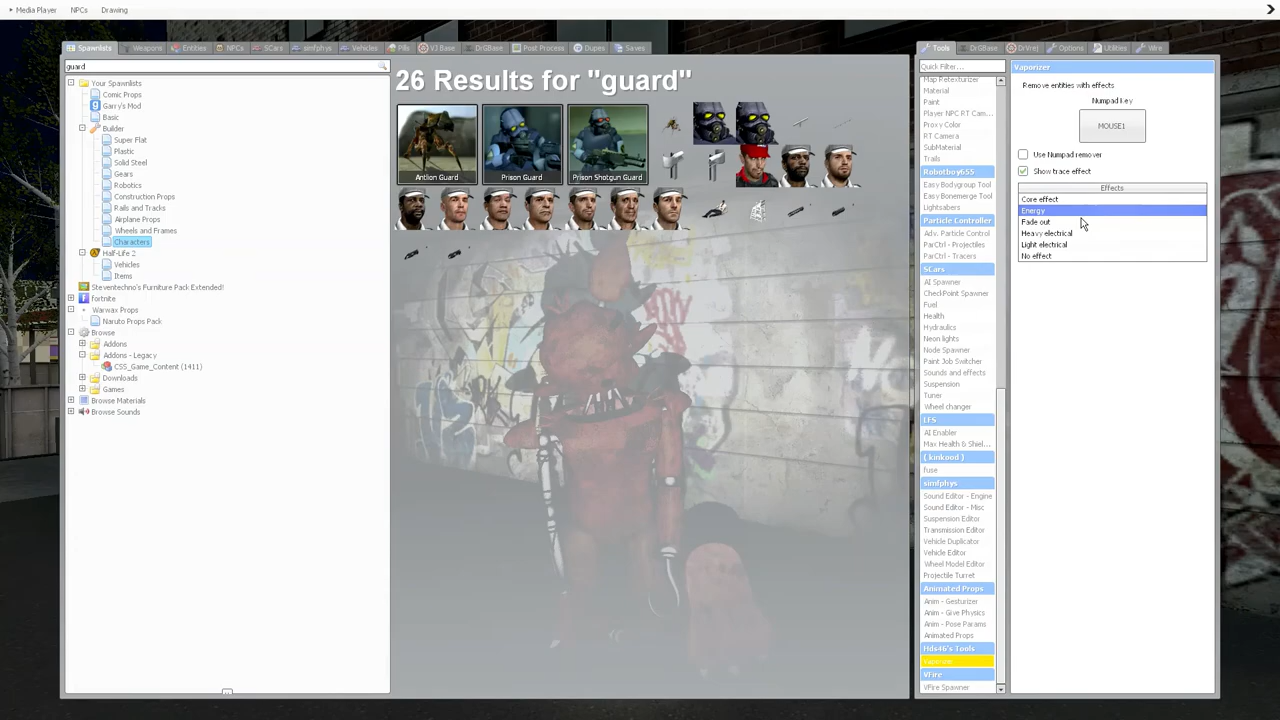 Media Player NPCs Drawing
Spawnlists Weapons Entities NPCs SCars simfphys Vehicles Pills VJ Base DrGBase Post Process Dupes Saves
guard
Your Spawnlists
Comic Props
Garry's Mod
Basic
Builder
Super Flat
Plastic
Solid Steel
Gears
Robotics
Construction Props
Rails and Tracks
Airplane Props
Wheels and Frames
Characters
Half-Life 2
Vehicles
Items
Steventechno's Furniture Pack Extended!
fortnite
Warwax Props
Naruto Props Pack
Browse
Addons
Addons - Legacy
CSS_Game_Content (1411)
Downloads
Games
Browse Materials
Browse Sounds
26 Results for "guard"
Antlion Guard Prison Guard Prison Shotgun Guard
Tools DrGBase DrVrej Options Utilities Wire
Quick Filter...
Map Retexturizer
Material
Paint
Player NPC RT Cam...
Proxy Color
RT Camera
SubMaterial
Trails
Robotboy655
Easy Bodygroup Tool
Easy Bonemerge Tool
Lightsabers
Particle Controller
Adv. Particle Control
ParCtrl - Projectiles
ParCtrl - Tracers
SCars
AI Spawner
CheckPoint Spawner
Fuel
Health
Hydraulics
Neon lights
Node Spawner
Paint Job Switcher
Sounds and effects
Suspension
Tuner
Wheel changer
LFS
AI Enabler
Max Health & Shiel...
( kinkood )
fuse
simfphys
Sound Editor - Engine
Sound Editor - Misc
Suspension Editor
Transmission Editor
Vehicle Duplicator
Vehicle Editor
Wheel Model Editor
Projectile Turret
Animated Props
Anim - Gesturizer
Anim - Give Physics
Anim - Pose Params
Animated Props
Hds46's Tools
Vaporizer
VFire
VFire Spawner
Vaporizer
Remove entities with effects
Numpad Key
MOUSE1
Use Numpad remover
Show trace effect
Effects
Core effect
Energy
Fade out
Heavy electrical
Light electrical
No effect